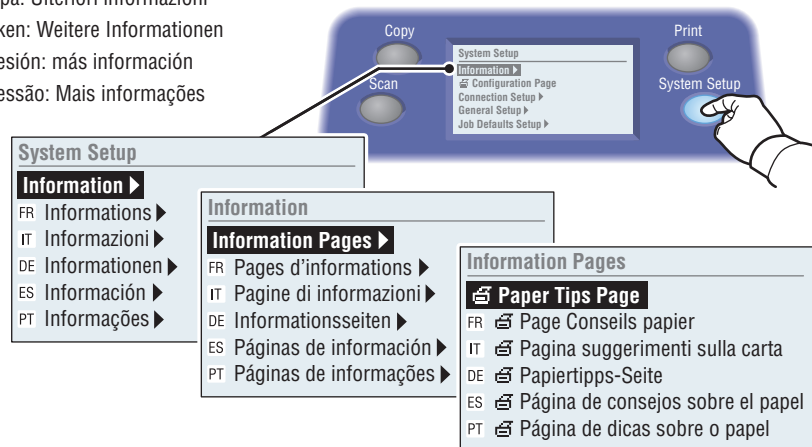 Ulteriori informazioni
Weitere Informationen
más información
Mais informações
Copy
Scan
Print
System Setup
System Setup
Information
Configuration Page
Connection Setup
General Setup
Job Defaults Setup
System Setup
Information
FR Informations
IT Informazioni
DE Informationen
ES Información
PT Informações
Information
Information Pages
FR Pages d’informations
IT Pagine di informazioni
DE Informationsseiten
ES Páginas de información
PT Páginas de informações
Information Pages
Paper Tips Page
FR Page Conseils papier
IT Pagina suggerimenti sulla carta
DE Papiertipps-Seite
ES Página de consejos sobre el papel
PT Página de dicas sobre o papel